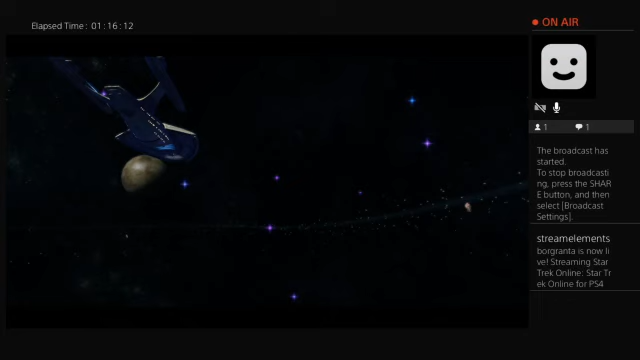 Elapsed Time : 01 : 16 : 12
ON AIR
1
1
The broadcast has
started.
To stop broadcasti
ng, press the SHAR
E button, and then
select [Broadcast
Settings].
streamelements
borgranta is now li
ve! Streaming Star
Trek Online: Star Tr
ek Online for PS4